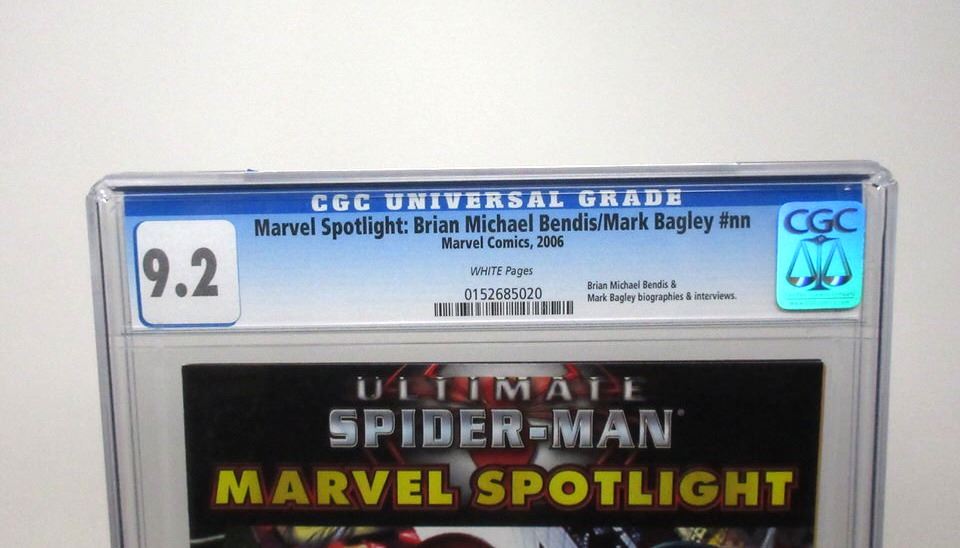 CGC UNIVERSAL GRADE
Marvel Spotlight: Brian Michael Bendis/Mark Bagley #nn
Marvel Comics, 2006
9.2
WHITE Pages
0152685020
Brian Michael Bendis &
Mark Bagley biographies & interviews.
CGC
ULTIMATE
SPIDER-MAN
MARVEL SPOTLIGHT